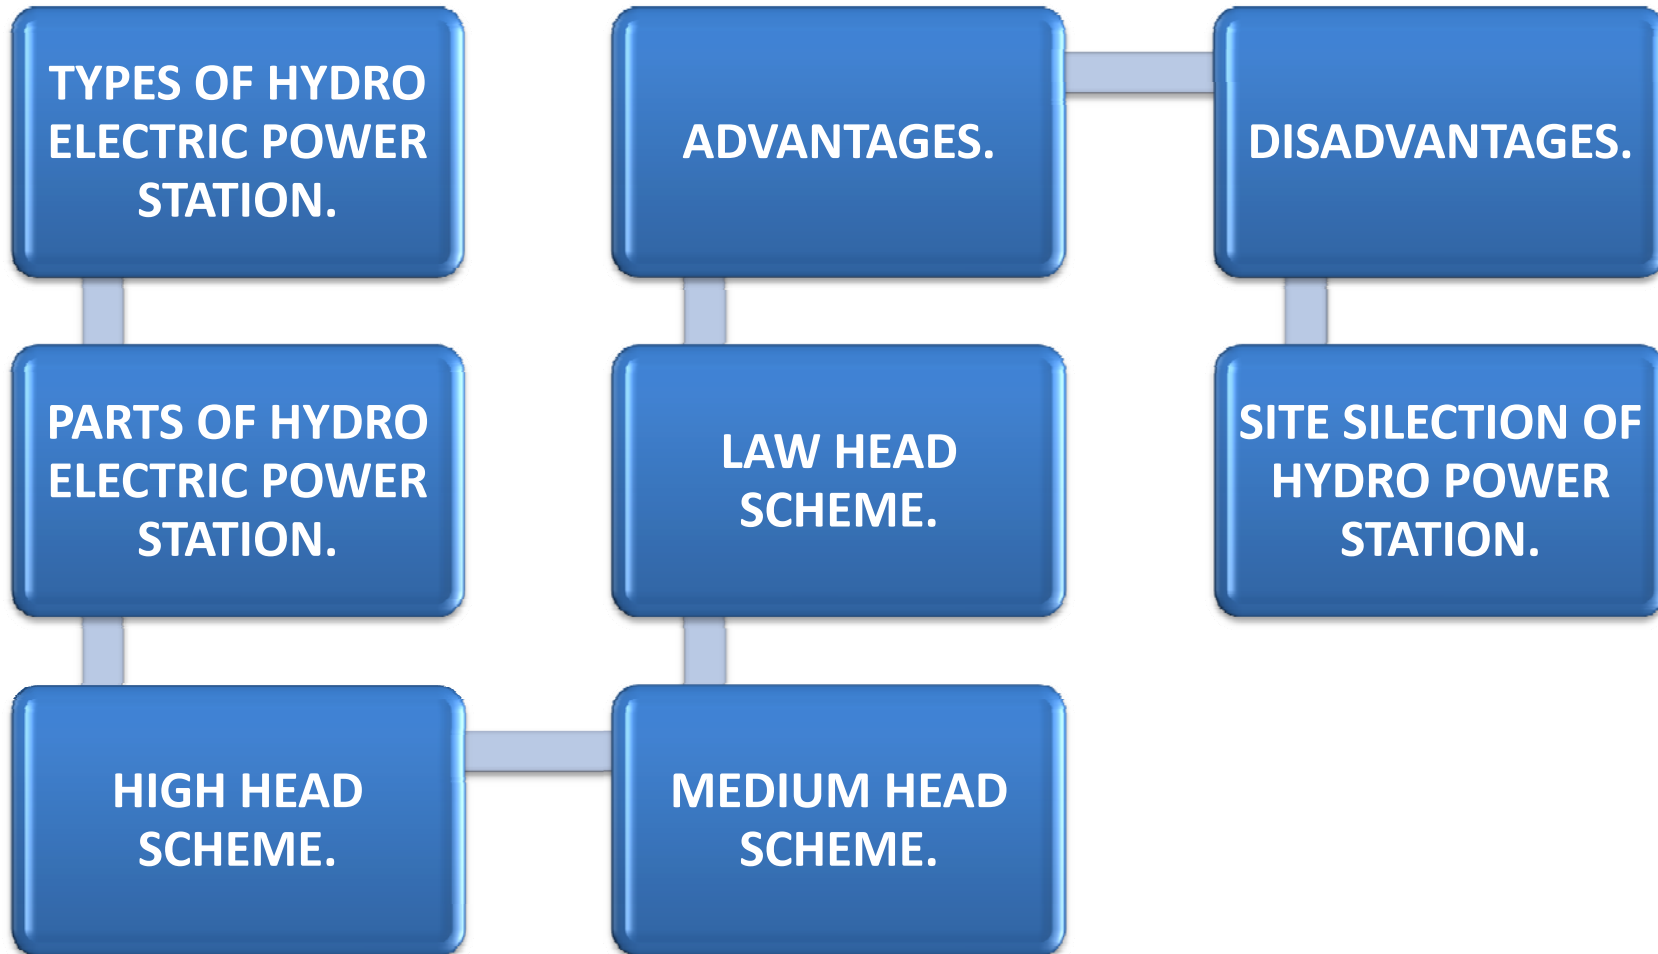 TYPES OF HYDRO
ELECTRIC POWER
STATION.
PARTS OF HYDRO
ELECTRIC POWER
STATION.
HIGH HEAD
SCHEME.
MEDIUM HEAD
SCHEME.
LAW HEAD
SCHEME.
ADVANTAGES.
DISADVANTAGES.
SITE SILECTION OF
HYDRO POWER
STATION.